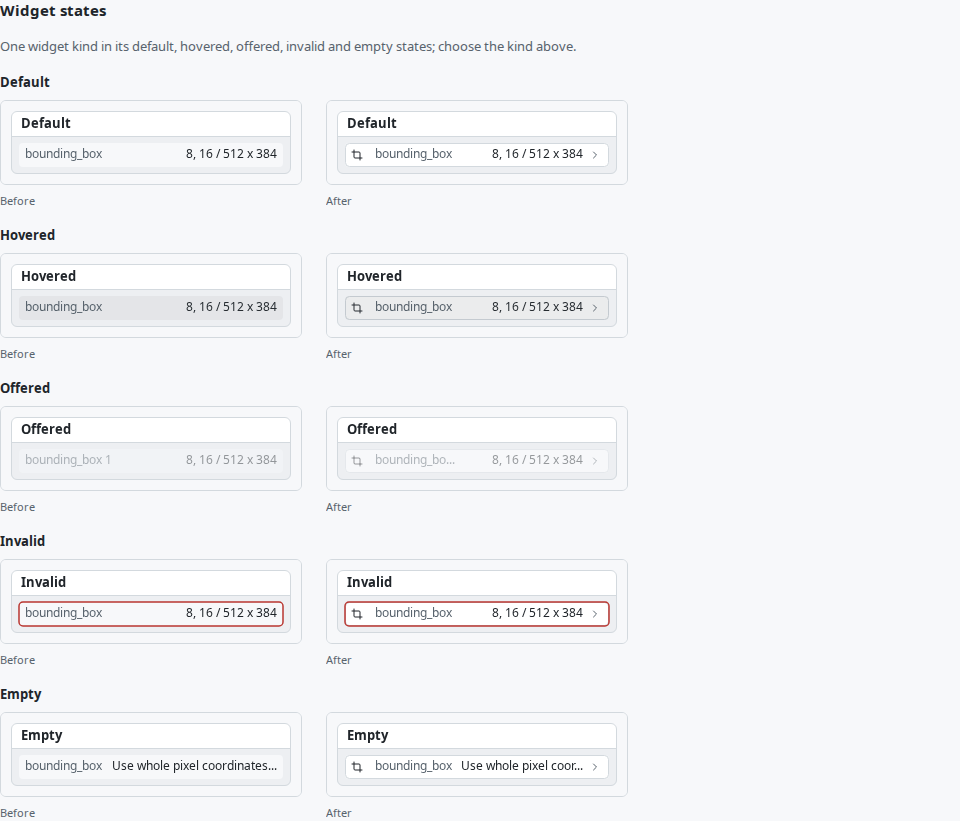 Widget states
One widget kind in its default, hovered, offered, invalid and empty states; choose the kind above.
Default
Default
bounding_box 8, 16 / 512 x 384
Before
Default
bounding_box 8, 16 / 512 x 384
After
Hovered
Hovered
bounding_box 8, 16 / 512 x 384
Before
Hovered
bounding_box 8, 16 / 512 x 384
After
Offered
Offered
bounding_box 1 8, 16 / 512 x 384
Before
Offered
bounding_bo... 8, 16 / 512 x 384
After
Invalid
Invalid
bounding_box 8, 16 / 512 x 384
Before
Invalid
bounding_box 8, 16 / 512 x 384
After
Empty
Empty
bounding_box Use whole pixel coordinates...
Before
Empty
bounding_box Use whole pixel coor...
After